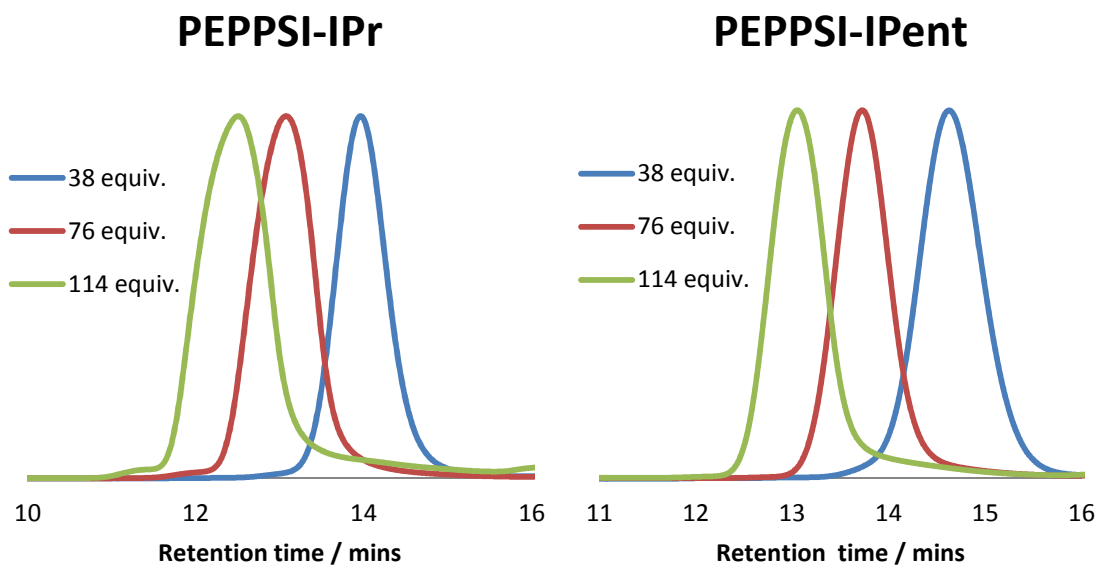 PEPPSI-IPr
38 equiv.
76 equiv.
114 equiv.
10 12 14 16
Retention time / mins
PEPPSI-IPent
38 equiv.
76 equiv.
114 equiv.
11 12 13 14 15 16
Retention time / mins